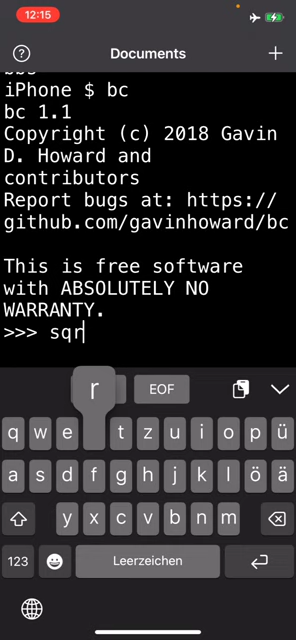 12:15
Documents
bbs
iPhone $ bc
bc 1.1
Copyright (c) 2018 Gavin
D. Howard and
contributors
Report bugs at: https://
github.com/gavinhoward/bc
This is free software
with ABSOLUTELY NO
WARRANTY.
>>> sqr
r EOF
q w e t z u i o p ü
a s d f g h j k l ö ä
y x c v b n m
123 Leerzeichen